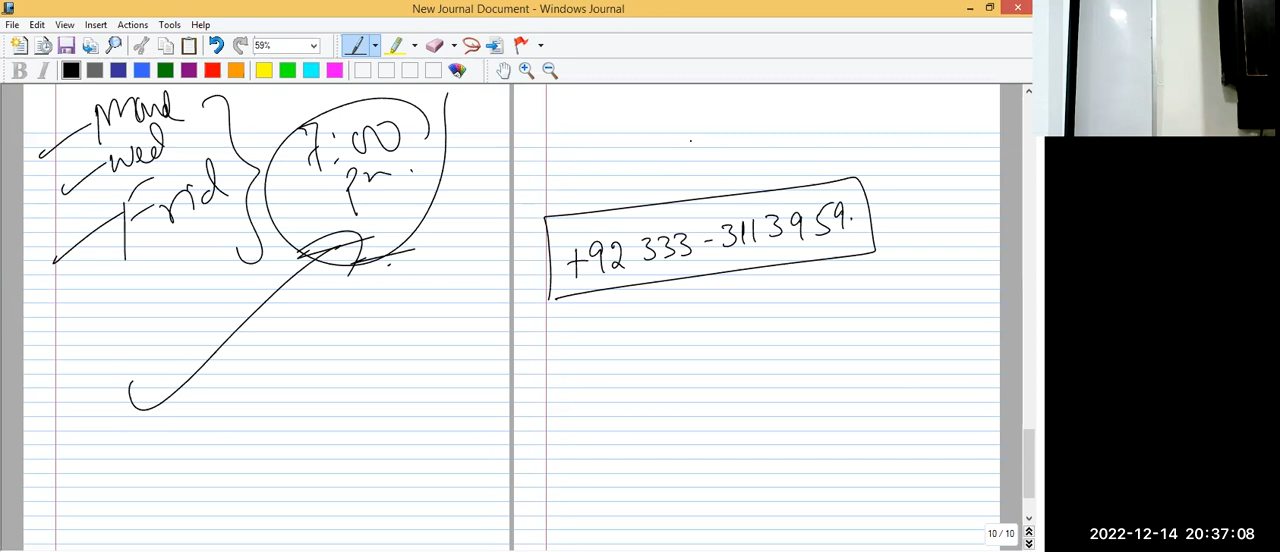 New Journal Document - Windows Journal
File Edit View Insert Actions Tools Help
59%
B I
Mond
Wed
Frid
7:00
pm.
+92 333-3113959.
10 / 10
2022-12-14 20:37:08